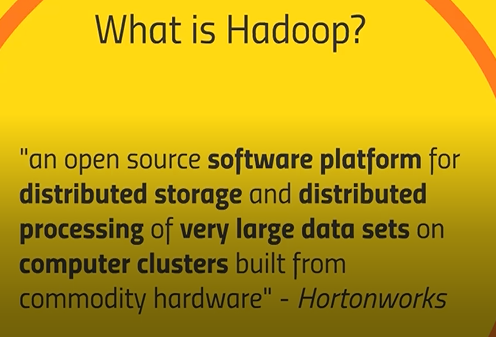 What is Hadoop?
"an open source software platform for
distributed storage and distributed
processing of very large data sets on
computer clusters built from
commodity hardware" - Hortonworks